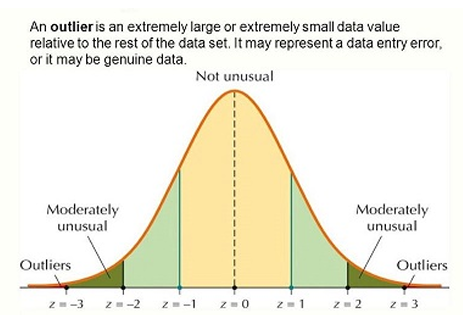 An outlier is an extremely large or extremely small data value
relative to the rest of the data set. It may represent a data entry error,
or it may be genuine data.
Not unusual
Moderately
unusual
Moderately
unusual
Outliers
Outliers
z = –3
z = –2
z = –1
z = 0
z = 1
z = 2
z = 3